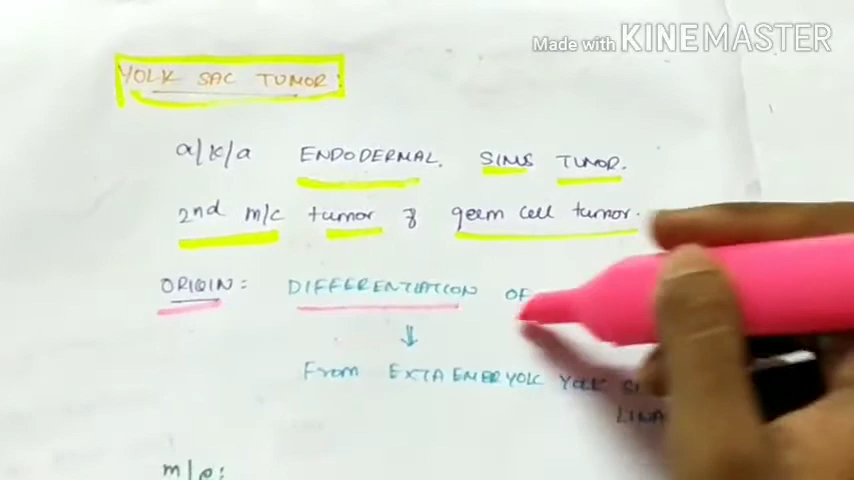 Made with KINEMASTER
YOLK SAC TUMOR:
a/k/a ENDODERMAL SINUS TUMOR.
2nd m/c tumor of germ cell tumor.
ORIGIN: DIFFERENTIATION OF
From EXTAEMERYOLC YOLK
m/e: